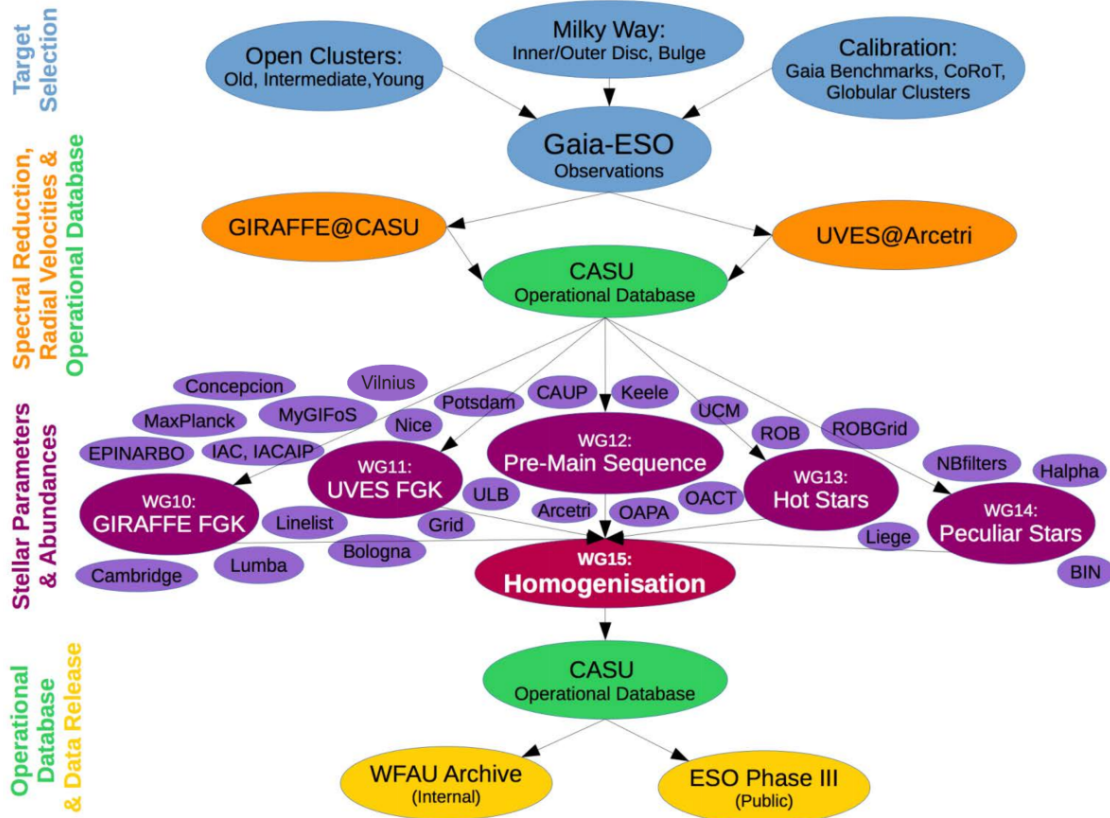 Target
Selection
Open Clusters:
Old, Intermediate,Young
Milky Way:
Inner/Outer Disc, Bulge
Calibration:
Gaia Benchmarks, CoRoT,
Globular Clusters
Gaia-ESO
Observations
Spectral Reduction,
Radial Velocities &
Operational Database
GIRAFFE@CASU
UVES@Arcetri
CASU
Operational Database
Stellar Parameters
& Abundances
Concepcion
Vilnius
MaxPlanck
MyGIFoS
Potsdam
CAUP
Keele
Nice
UCM
ROB
ROBGrid
EPINARBO
IAC, IACAIP
NBfilters
Halpha
WG10:
GIRAFFE FGK
WG11:
UVES FGK
WG12:
Pre-Main Sequence
WG13:
Hot Stars
WG14:
Peculiar Stars
ULB
Linelist
Grid
Arcetri
OAPA
OACT
Liege
Cambridge
Lumba
Bologna
BIN
WG15:
Homogenisation
Operational
Database
& Data Release
CASU
Operational Database
WFAU Archive
(Internal)
ESO Phase III
(Public)